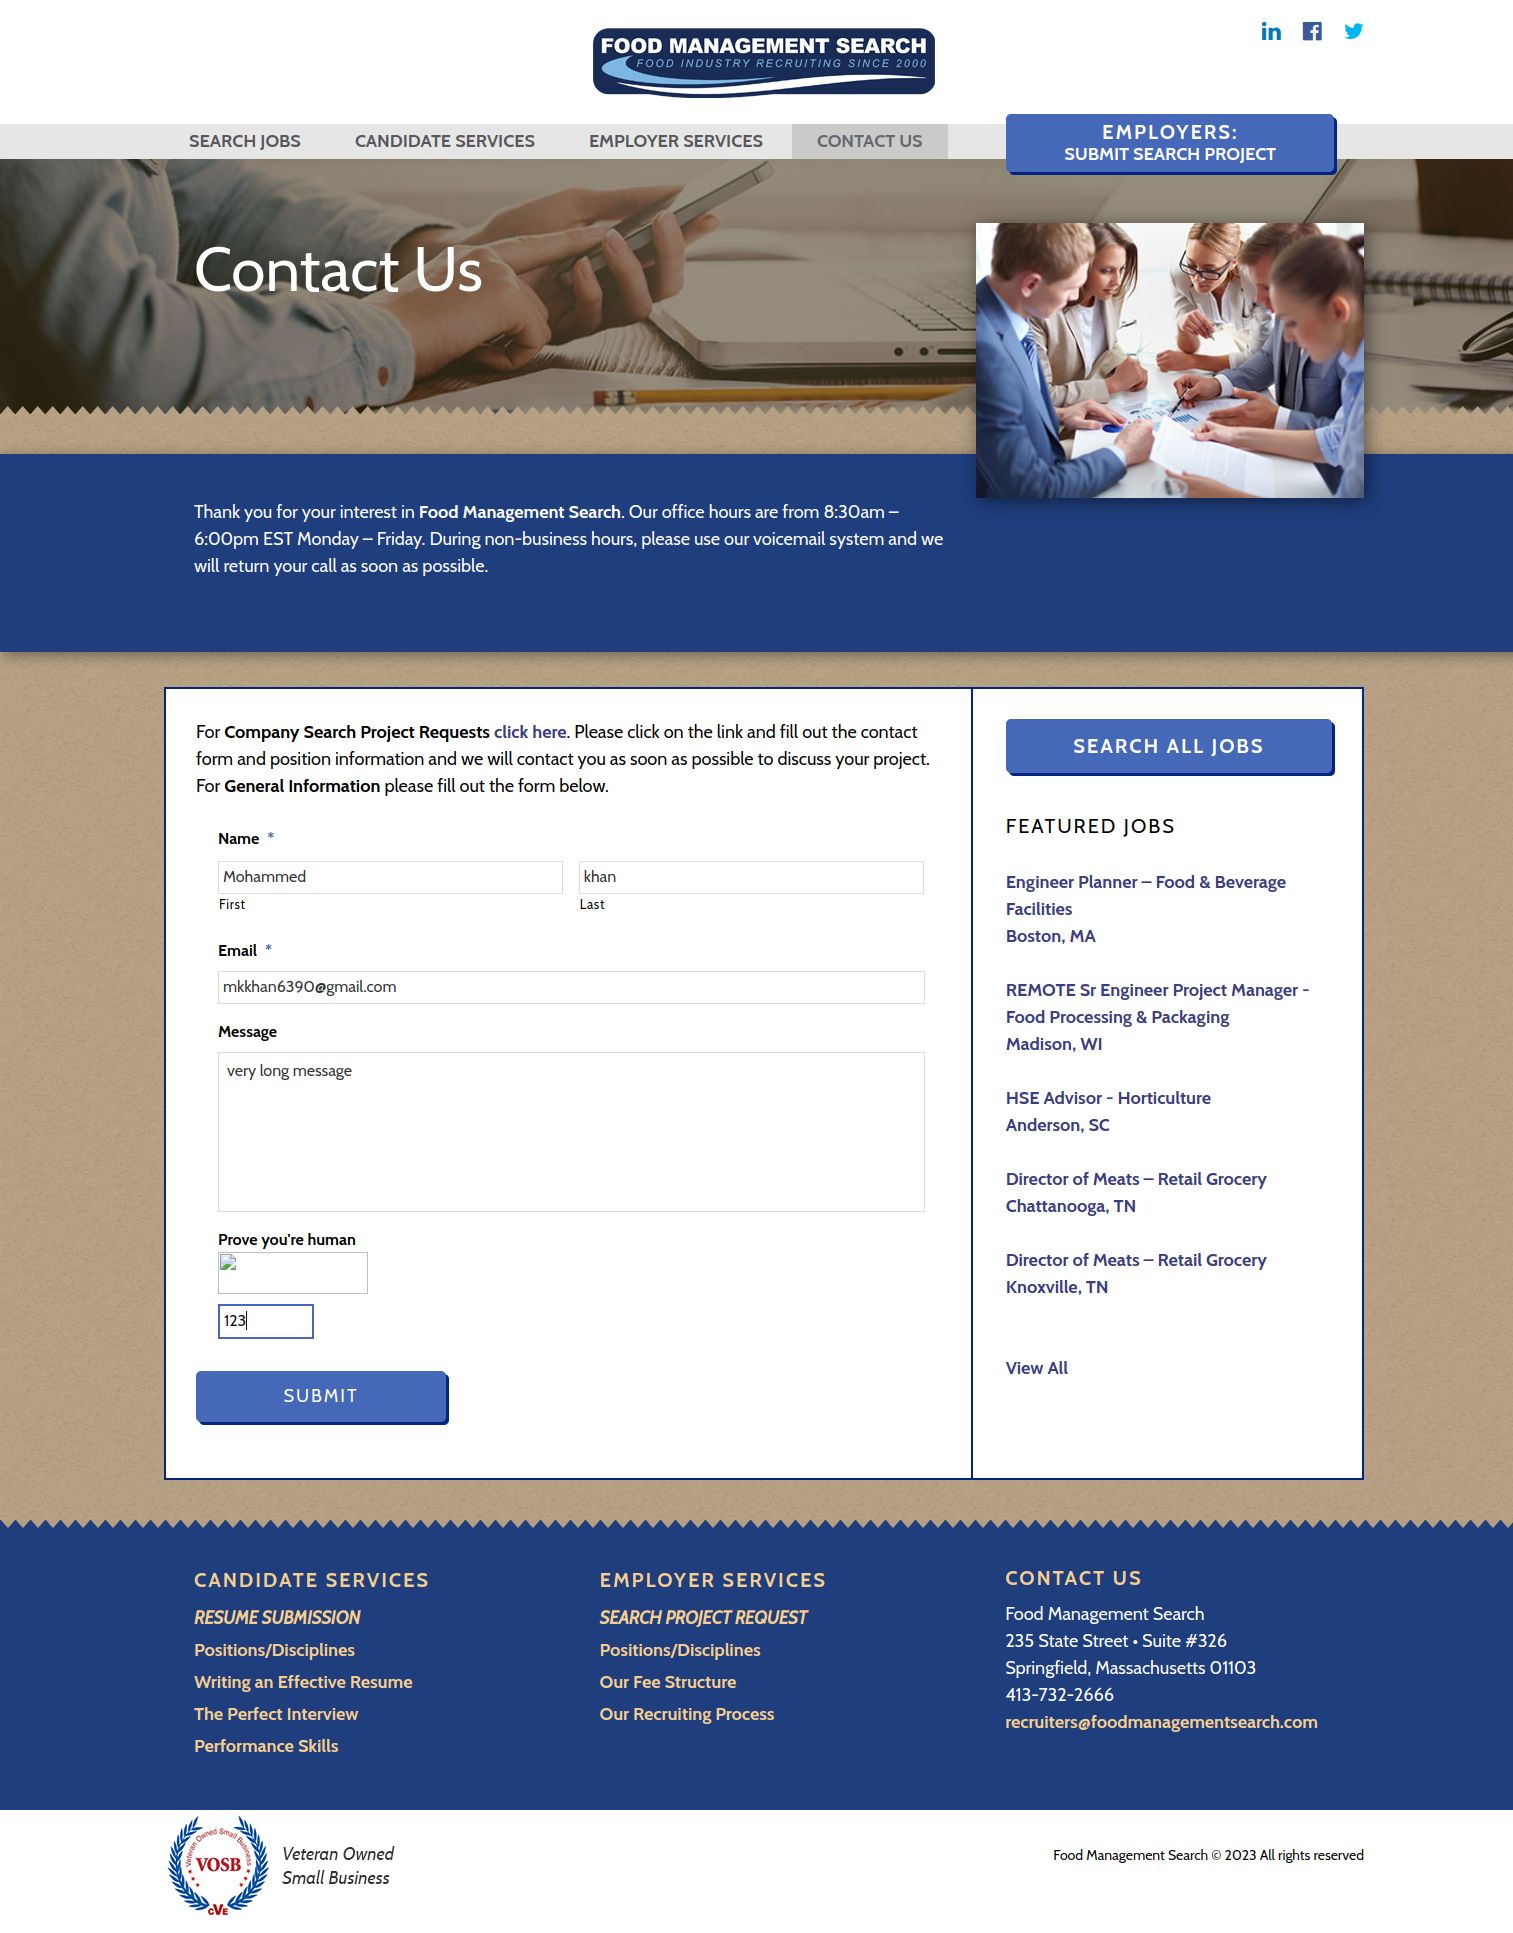 FOOD MANAGEMENT SEARCH
FOOD INDUSTRY RECRUITING SINCE 2000
SEARCH JOBS
CANDIDATE SERVICES
EMPLOYER SERVICES
CONTACT US
EMPLOYERS:
SUBMIT SEARCH PROJECT
Contact Us
Thank you for your interest in Food Management Search. Our office hours are from 8:30am –
6:00pm EST Monday – Friday. During non-business hours, please use our voicemail system and we
will return your call as soon as possible.
For Company Search Project Requests click here. Please click on the link and fill out the contact
form and position information and we will contact you as soon as possible to discuss your project.
For General Information please fill out the form below.
Name *
Mohammed
khan
First
Last
Email *
mkkhan6390@gmail.com
Message
very long message
Prove you're human
123
SUBMIT
SEARCH ALL JOBS
FEATURED JOBS
Engineer Planner – Food & Beverage
Facilities
Boston, MA
REMOTE Sr Engineer Project Manager -
Food Processing & Packaging
Madison, WI
HSE Advisor - Horticulture
Anderson, SC
Director of Meats – Retail Grocery
Chattanooga, TN
Director of Meats – Retail Grocery
Knoxville, TN
View All
CANDIDATE SERVICES
RESUME SUBMISSION
Positions/Disciplines
Writing an Effective Resume
The Perfect Interview
Performance Skills
EMPLOYER SERVICES
SEARCH PROJECT REQUEST
Positions/Disciplines
Our Fee Structure
Our Recruiting Process
CONTACT US
Food Management Search
235 State Street • Suite #326
Springfield, Massachusetts 01103
413-732-2666
recruiters@foodmanagementsearch.com
Veteran Owned Small Business
VOSB
CVE
Veteran Owned
Small Business
Food Management Search © 2023 All rights reserved